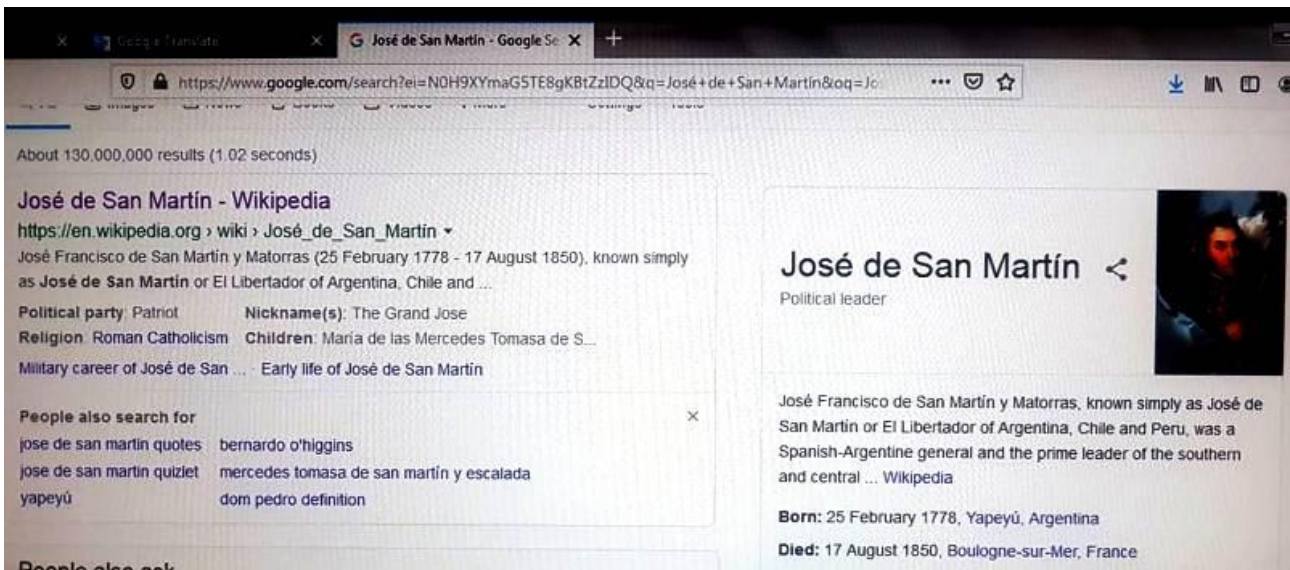 Google Translate
José de San Martín - Google Se
https://www.google.com/search?ei=N0H9XYmaG5TE8gKBtZzIDQ&q=José+de+San+Martín&oq=Jo
About 130,000,000 results (1.02 seconds)
José de San Martín - Wikipedia
https://en.wikipedia.org › wiki › José_de_San_Martín
José Francisco de San Martín y Matorras (25 February 1778 - 17 August 1850), known simply
as José de San Martín or El Libertador of Argentina, Chile and ...
Political party: Patriot Nickname(s): The Grand Jose
Religion: Roman Catholicism Children: María de las Mercedes Tomasa de S...
Military career of José de San ... · Early life of José de San Martín
People also search for
jose de san martin quotes bernardo o'higgins
jose de san martin quizlet mercedes tomasa de san martín y escalada
yapeyú dom pedro definition
José de San Martín
Political leader
José Francisco de San Martín y Matorras, known simply as José de
San Martín or El Libertador of Argentina, Chile and Peru, was a
Spanish-Argentine general and the prime leader of the southern
and central ... Wikipedia
Born: 25 February 1778, Yapeyú, Argentina
Died: 17 August 1850, Boulogne-sur-Mer, France